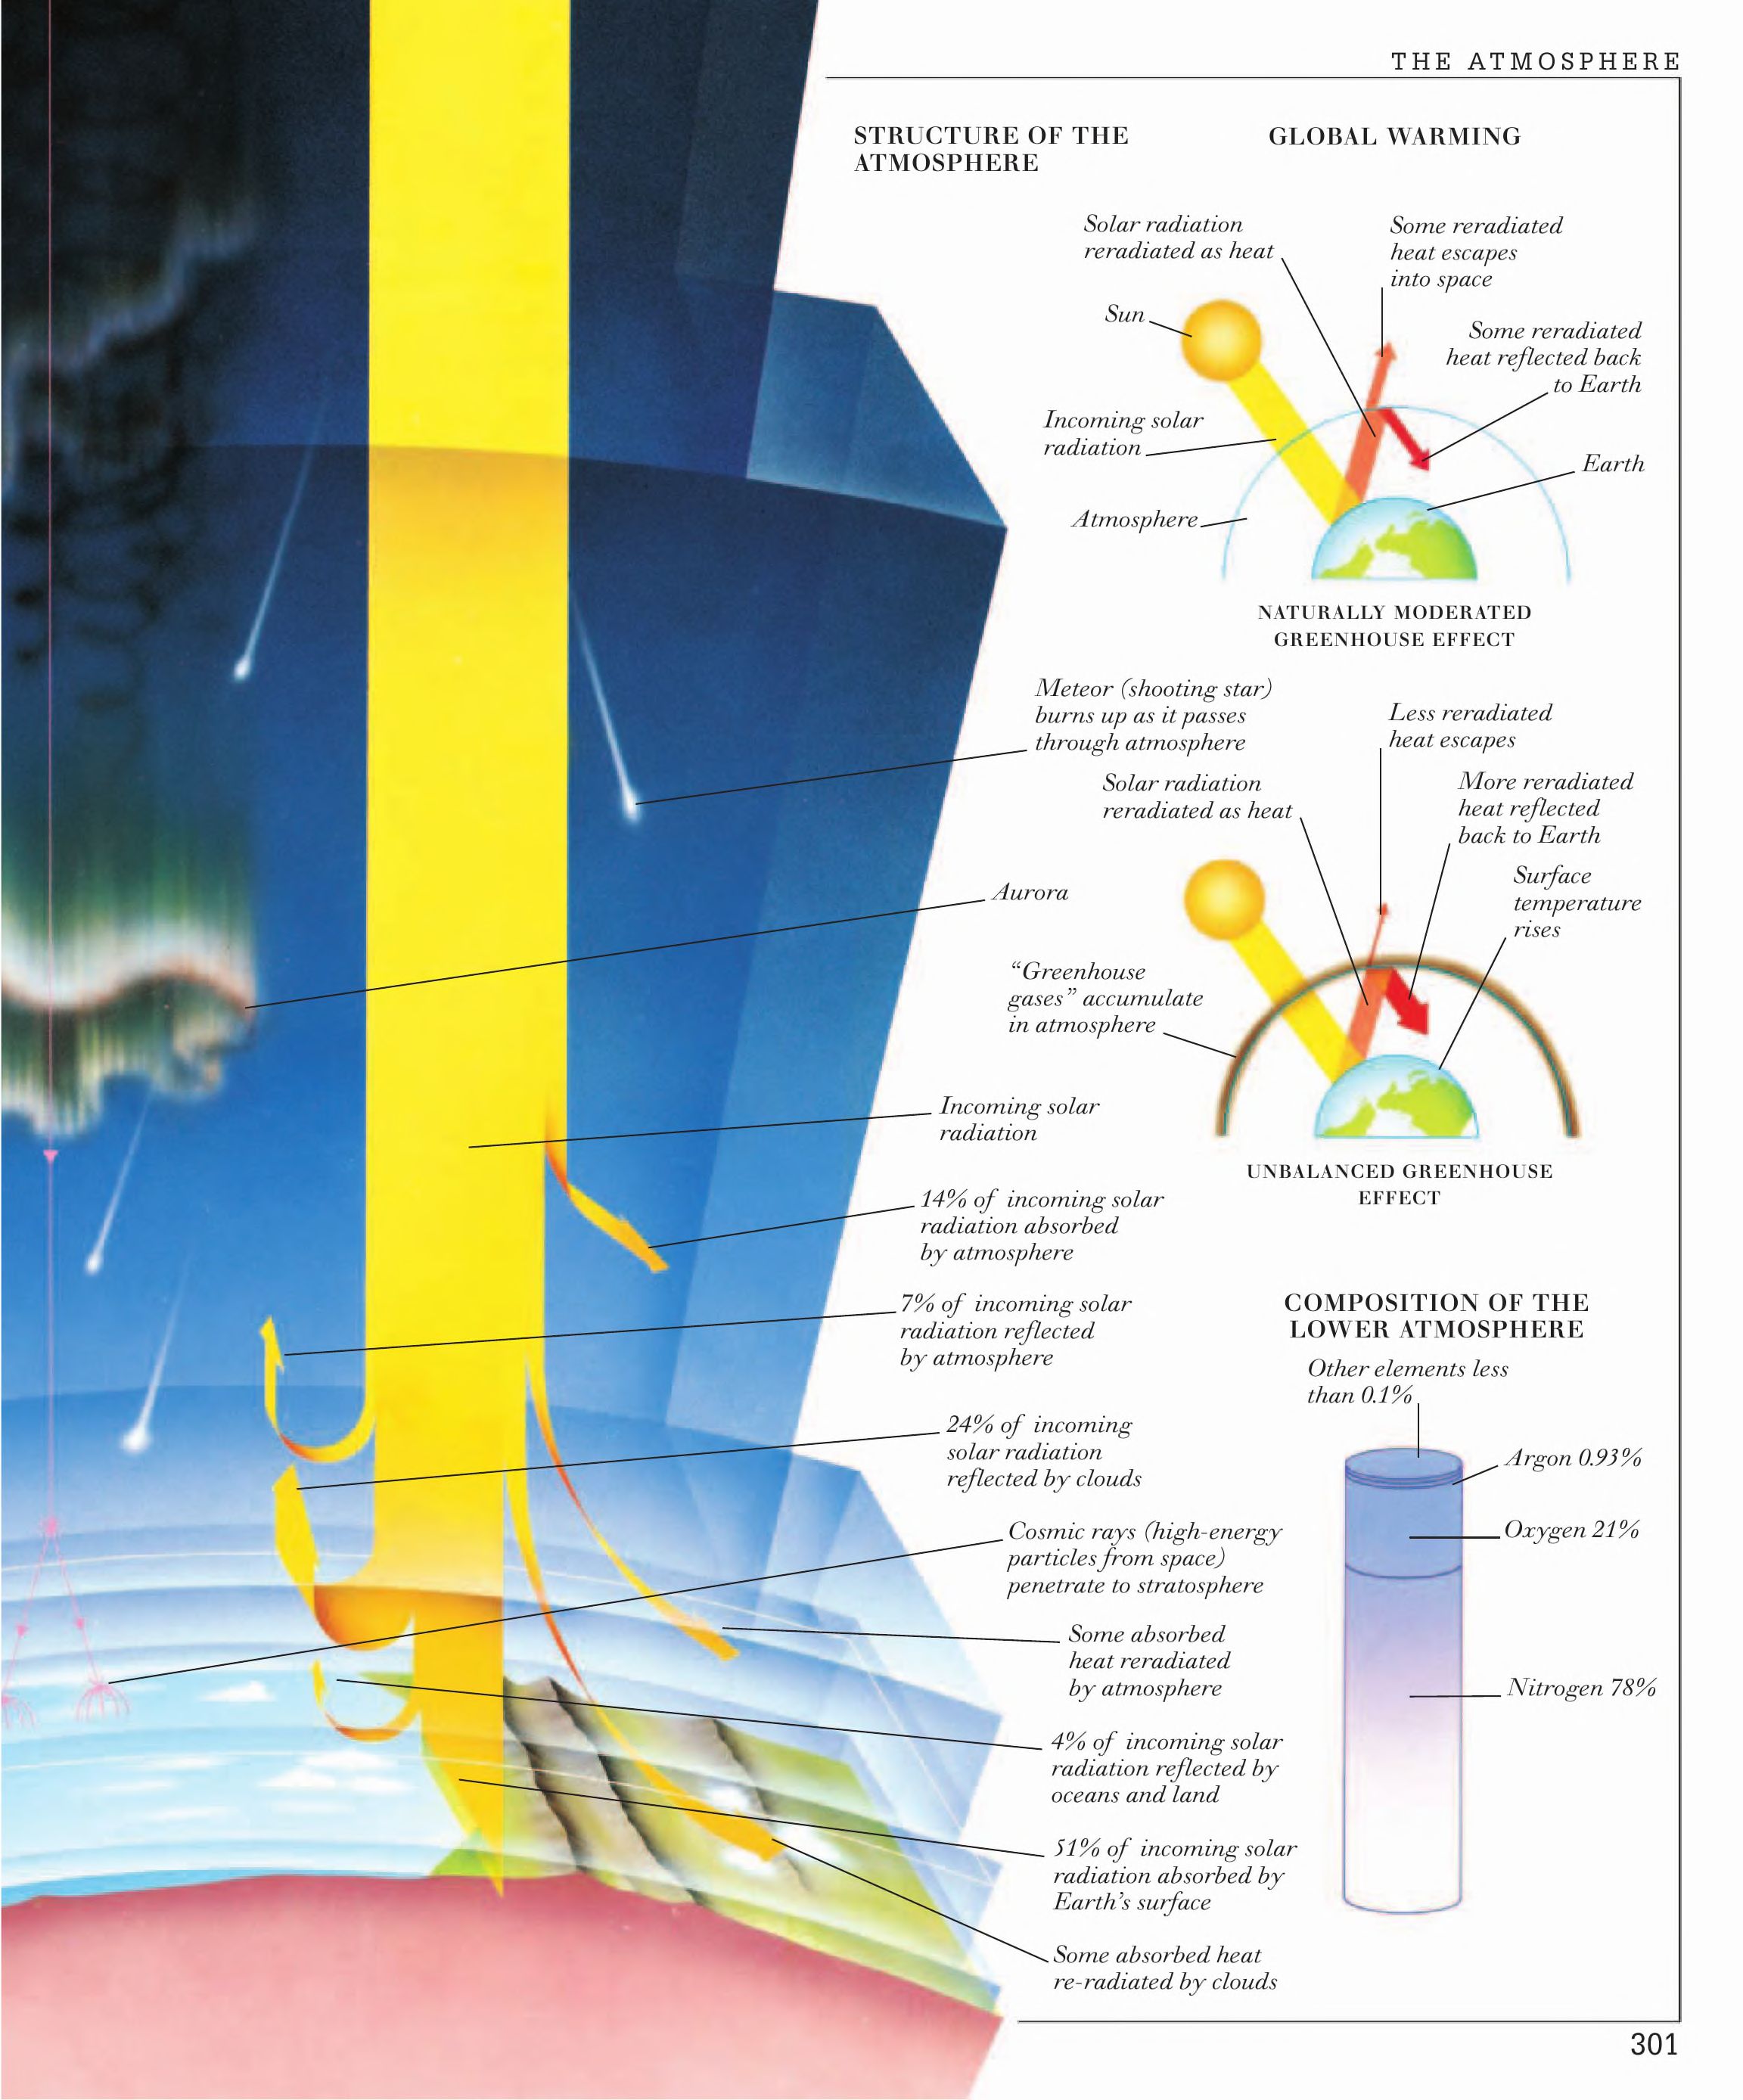 THE ATMOSPHERE
STRUCTURE OF THE
ATMOSPHERE
GLOBAL WARMING
Solar radiation
reradiated as heat
Some reradiated
heat escapes
into space
Sun
Some reradiated
heat reflected back
to Earth
Incoming solar
radiation
Earth
Atmosphere
NATURALLY MODERATED
GREENHOUSE EFFECT
Meteor (shooting star)
burns up as it passes
through atmosphere
Less reradiated
heat escapes
Solar radiation
reradiated as heat
More reradiated
heat reflected
back to Earth
Surface
temperature
rises
Aurora
“Greenhouse
gases” accumulate
in atmosphere
Incoming solar
radiation
UNBALANCED GREENHOUSE
EFFECT
14% of incoming solar
radiation absorbed
by atmosphere
7% of incoming solar
radiation reflected
by atmosphere
COMPOSITION OF THE
LOWER ATMOSPHERE
Other elements less
than 0.1%
24% of incoming
solar radiation
reflected by clouds
Argon 0.93%
Oxygen 21%
Cosmic rays (high-energy
particles from space)
penetrate to stratosphere
Some absorbed
heat reradiated
by atmosphere
Nitrogen 78%
4% of incoming solar
radiation reflected by
oceans and land
51% of incoming solar
radiation absorbed by
Earth’s surface
Some absorbed heat
re-radiated by clouds
301